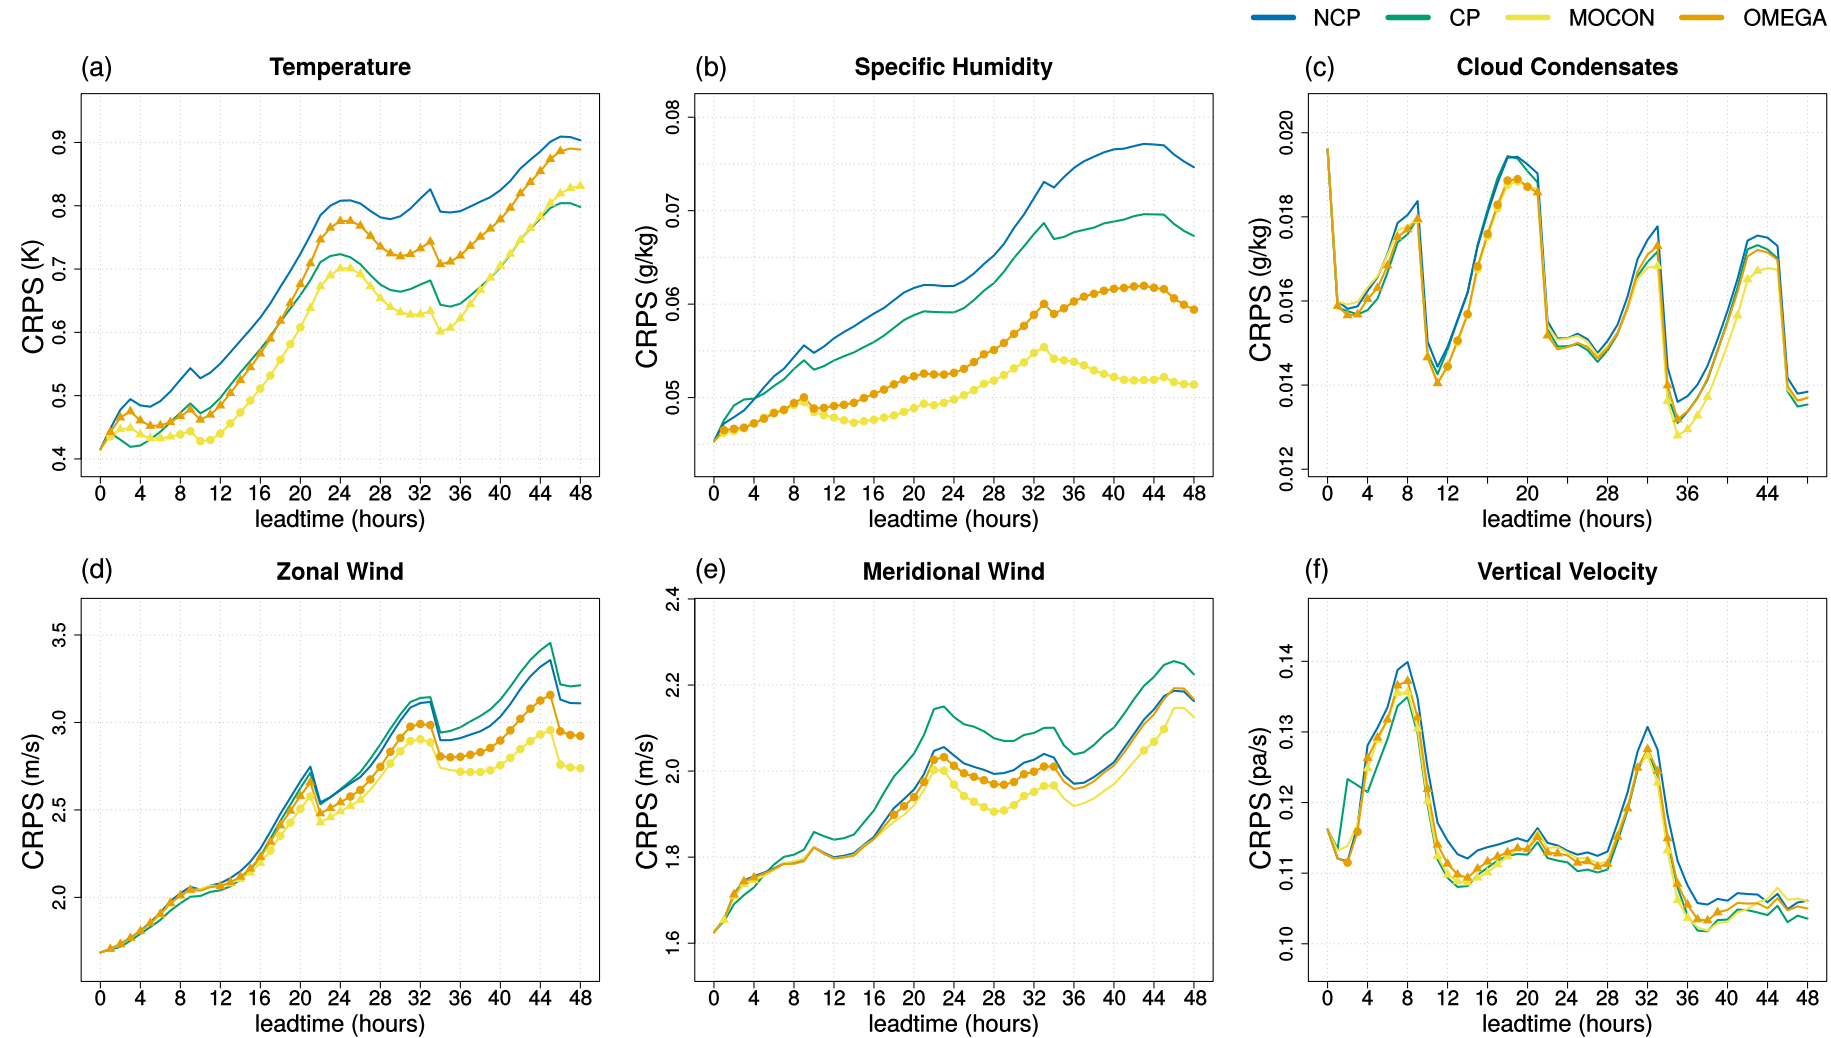 NCP CP MOCON OMEGA
(a) Temperature
CRPS (K)
0.4 0.5 0.6 0.7 0.8 0.9
0 4 8 12 16 20 24 28 32 36 40 44 48
leadtime (hours)
(b) Specific Humidity
CRPS (g/kg)
0.05 0.06 0.07 0.08
0 4 8 12 16 20 24 28 32 36 40 44 48
leadtime (hours)
(c) Cloud Condensates
CRPS (g/kg)
0.012 0.014 0.016 0.018 0.020
0 4 8 12 20 28 36 44
leadtime (hours)
(d) Zonal Wind
CRPS (m/s)
2.0 2.5 3.0 3.5
0 4 8 12 16 20 24 28 32 36 40 44 48
leadtime (hours)
(e) Meridional Wind
CRPS (m/s)
1.6 1.8 2.0 2.2 2.4
0 4 8 12 16 20 24 28 32 36 40 44 48
leadtime (hours)
(f) Vertical Velocity
CRPS (pa/s)
0.10 0.11 0.12 0.13 0.14
0 4 8 12 16 20 24 28 32 36 40 44 48
leadtime (hours)